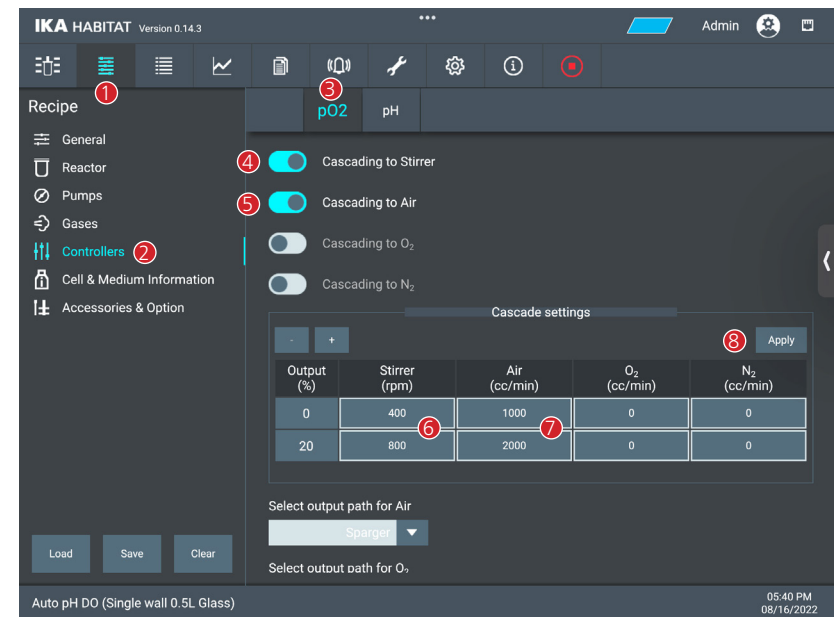 IKA HABITAT Version 0.14.3
Admin
1
3
Recipe
pO2
pH
General
4
Cascading to Stirrer
Reactor
Pumps
5
Cascading to Air
Gases
Controllers 2
Cascading to O₂
Cell & Medium Information
Cascading to N₂
Accessories & Option
Cascade settings
- +
8
Apply
Output (%) Stirrer (rpm) Air (cc/min) O₂ (cc/min) N₂ (cc/min)
0 400 1000 0 0
6 7
20 800 2000 0 0
Select output path for Air
Sparger
Load Save Clear
Select output path for O₂
Auto pH DO (Single wall 0.5L Glass)
05:40 PM
08/16/2022